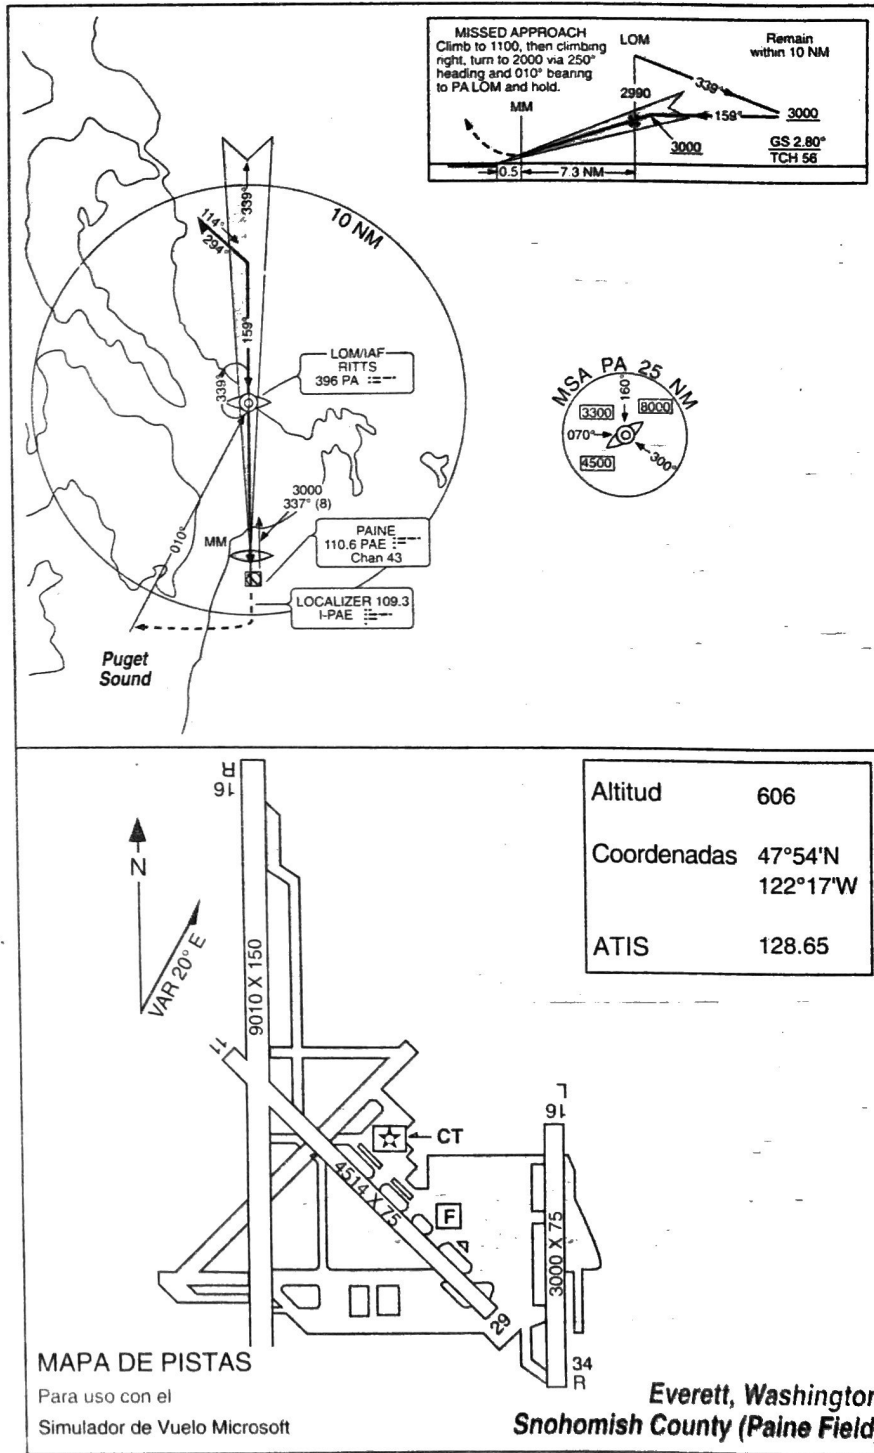 MISSED APPROACH
Climb to 1100, then climbing
right, turn to 2000 via 250°
heading and 010° bearing
to PA LOM and hold.
LOM
Remain
within 10 NM
339°
2990
MM
159°
3000
3000
GS 2.80°
TCH 56
0.5
7.3 NM
339°
10 NM
114°
294°
159°
LOM/IAF
RITTS
396 PA
339°
MSA PA 25 NM
160°
3300
8000
070°
4500
300°
3000
337° (8)
010°
MM
PAINE
110.6 PAE
Chan 43
LOCALIZER 109.3
I-PAE
Puget
Sound
16
R
Altitud 606
Coordenadas 47°54'N
122°17'W
ATIS 128.65
N
VAR 20° E
9010 X 150
11
16
L
CT
4514 X 75
F
3000 X 75
29
34
R
MAPA DE PISTAS
Para uso con el
Simulador de Vuelo Microsoft
Everett, Washington
Snohomish County (Paine Field